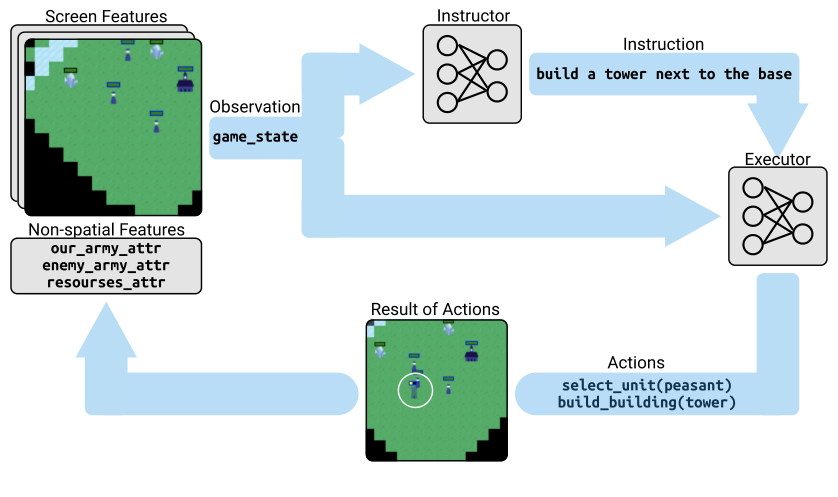 Screen Features
Instructor
Instruction
build a tower next to the base
Observation
game_state
Executor
Non-spatial Features
our_army_attr
enemy_army_attr
resourses_attr
Result of Actions
Actions
select_unit(peasant)
build_building(tower)